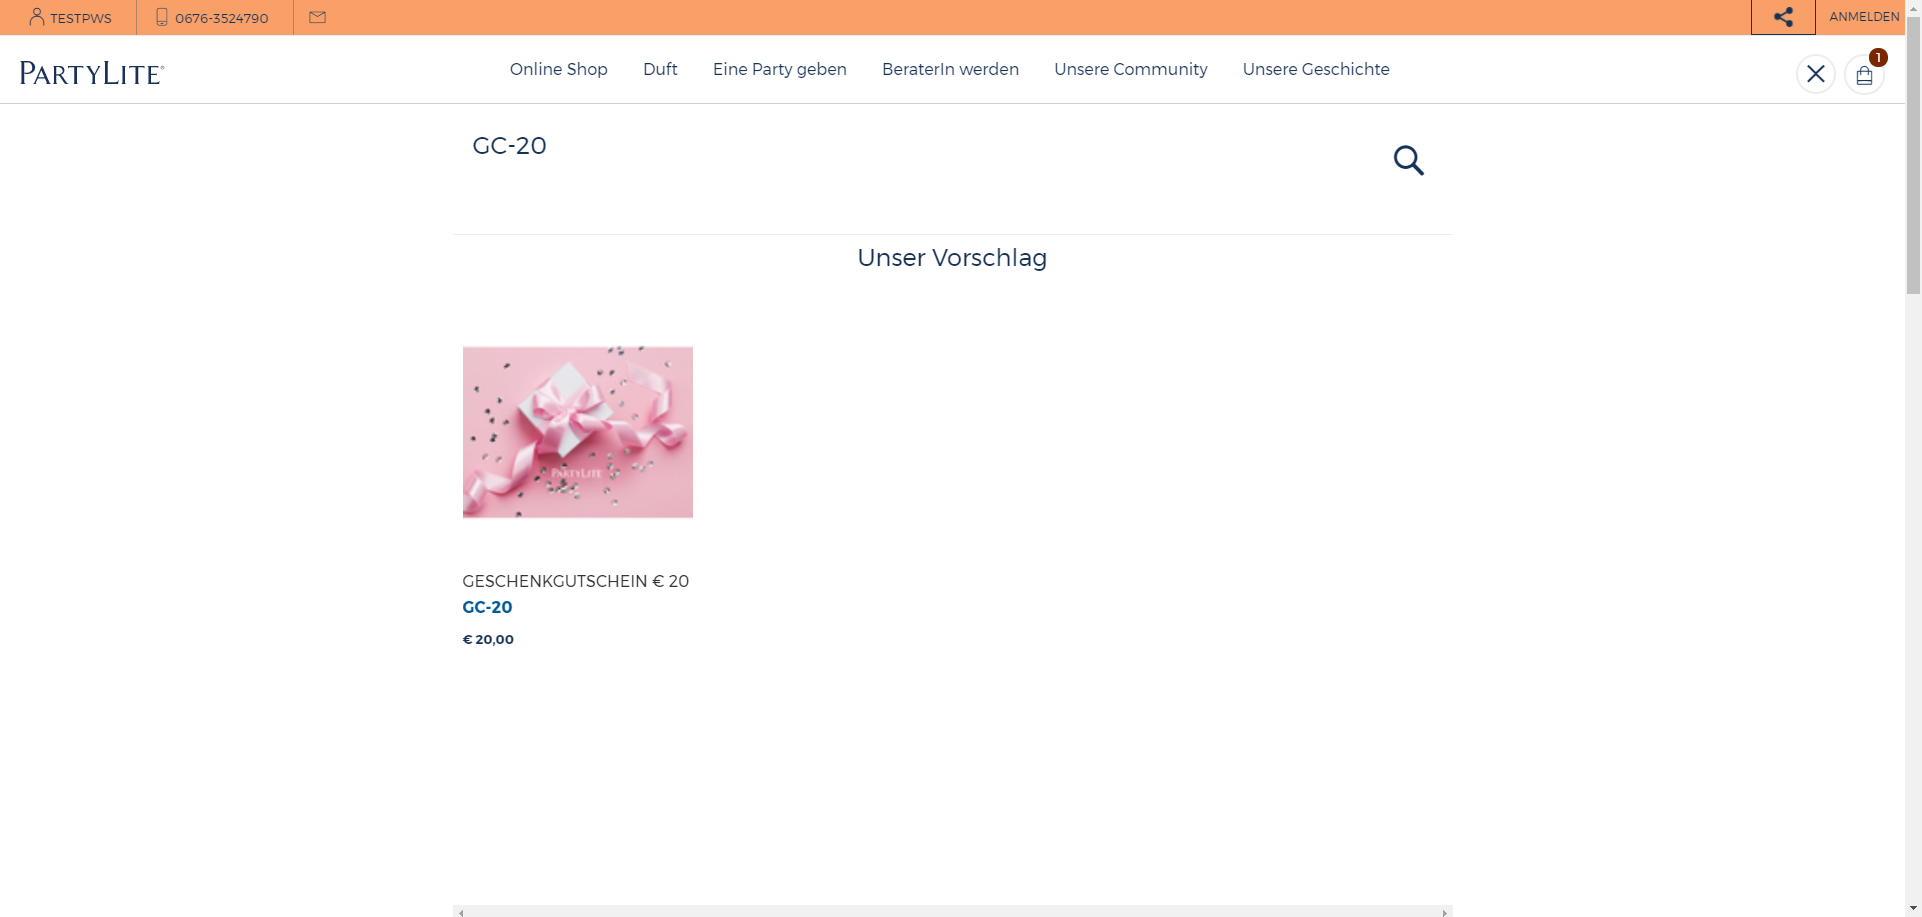 TESTPWS
0676-3524790
ANMELDEN
PARTYLITE®
Online Shop
Duft
Eine Party geben
BeraterIn werden
Unsere Community
Unsere Geschichte
1
GC-20
Unser Vorschlag
PARTYLITE
GESCHENKGUTSCHEIN € 20
GC-20
€ 20,00